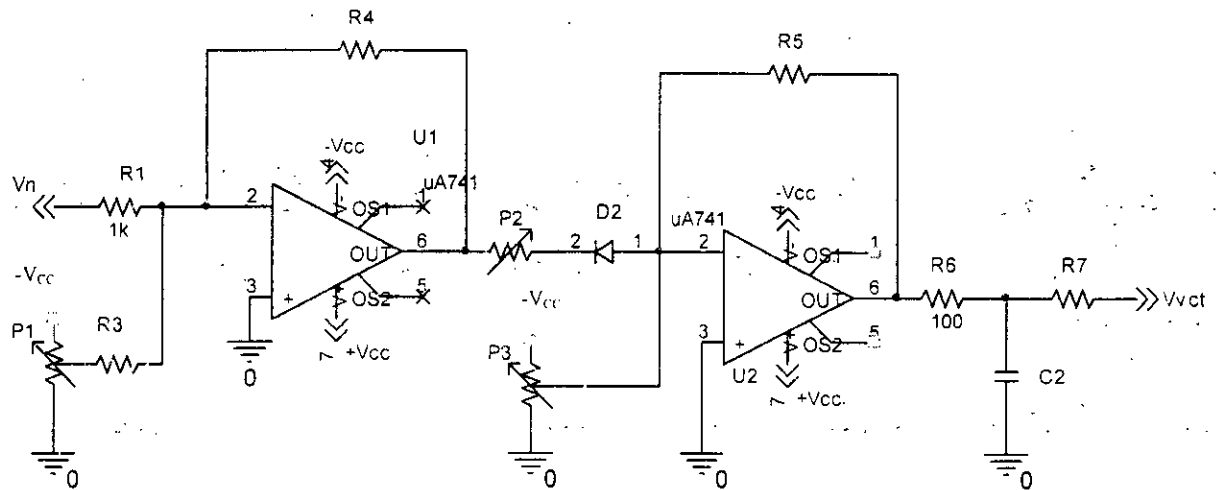 R4
R5
U1
-Vcc
4
uA741
1
R1
Vn
1k
2
-
OS1
OUT
6
OS2
5
3
+
7
+Vcc
0
-Vcc
P1
R3
0
P2
D2
2
1
-Vcc
P3
0
uA741
-Vcc
4
2
-
OS1
1
OUT
6
OS2
5
3
+
U2
7
+Vcc
0
R6
100
R7
Vvct
C2
0